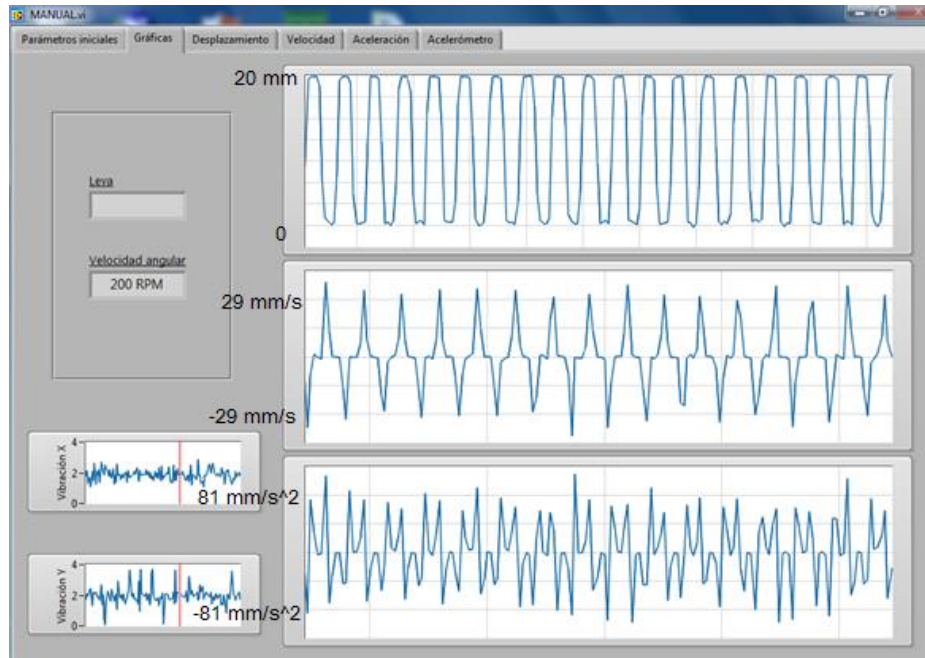 MANUAL.vi
Parámetros iniciales Gráficas Desplazamiento Velocidad Aceleración Acelerómetro
20 mm
0
Leva
Velocidad angular
200 RPM
29 mm/s
-29 mm/s
Vibración X
4
2
0
81 mm/s^2
Vibración Y
4
2
0
-81 mm/s^2